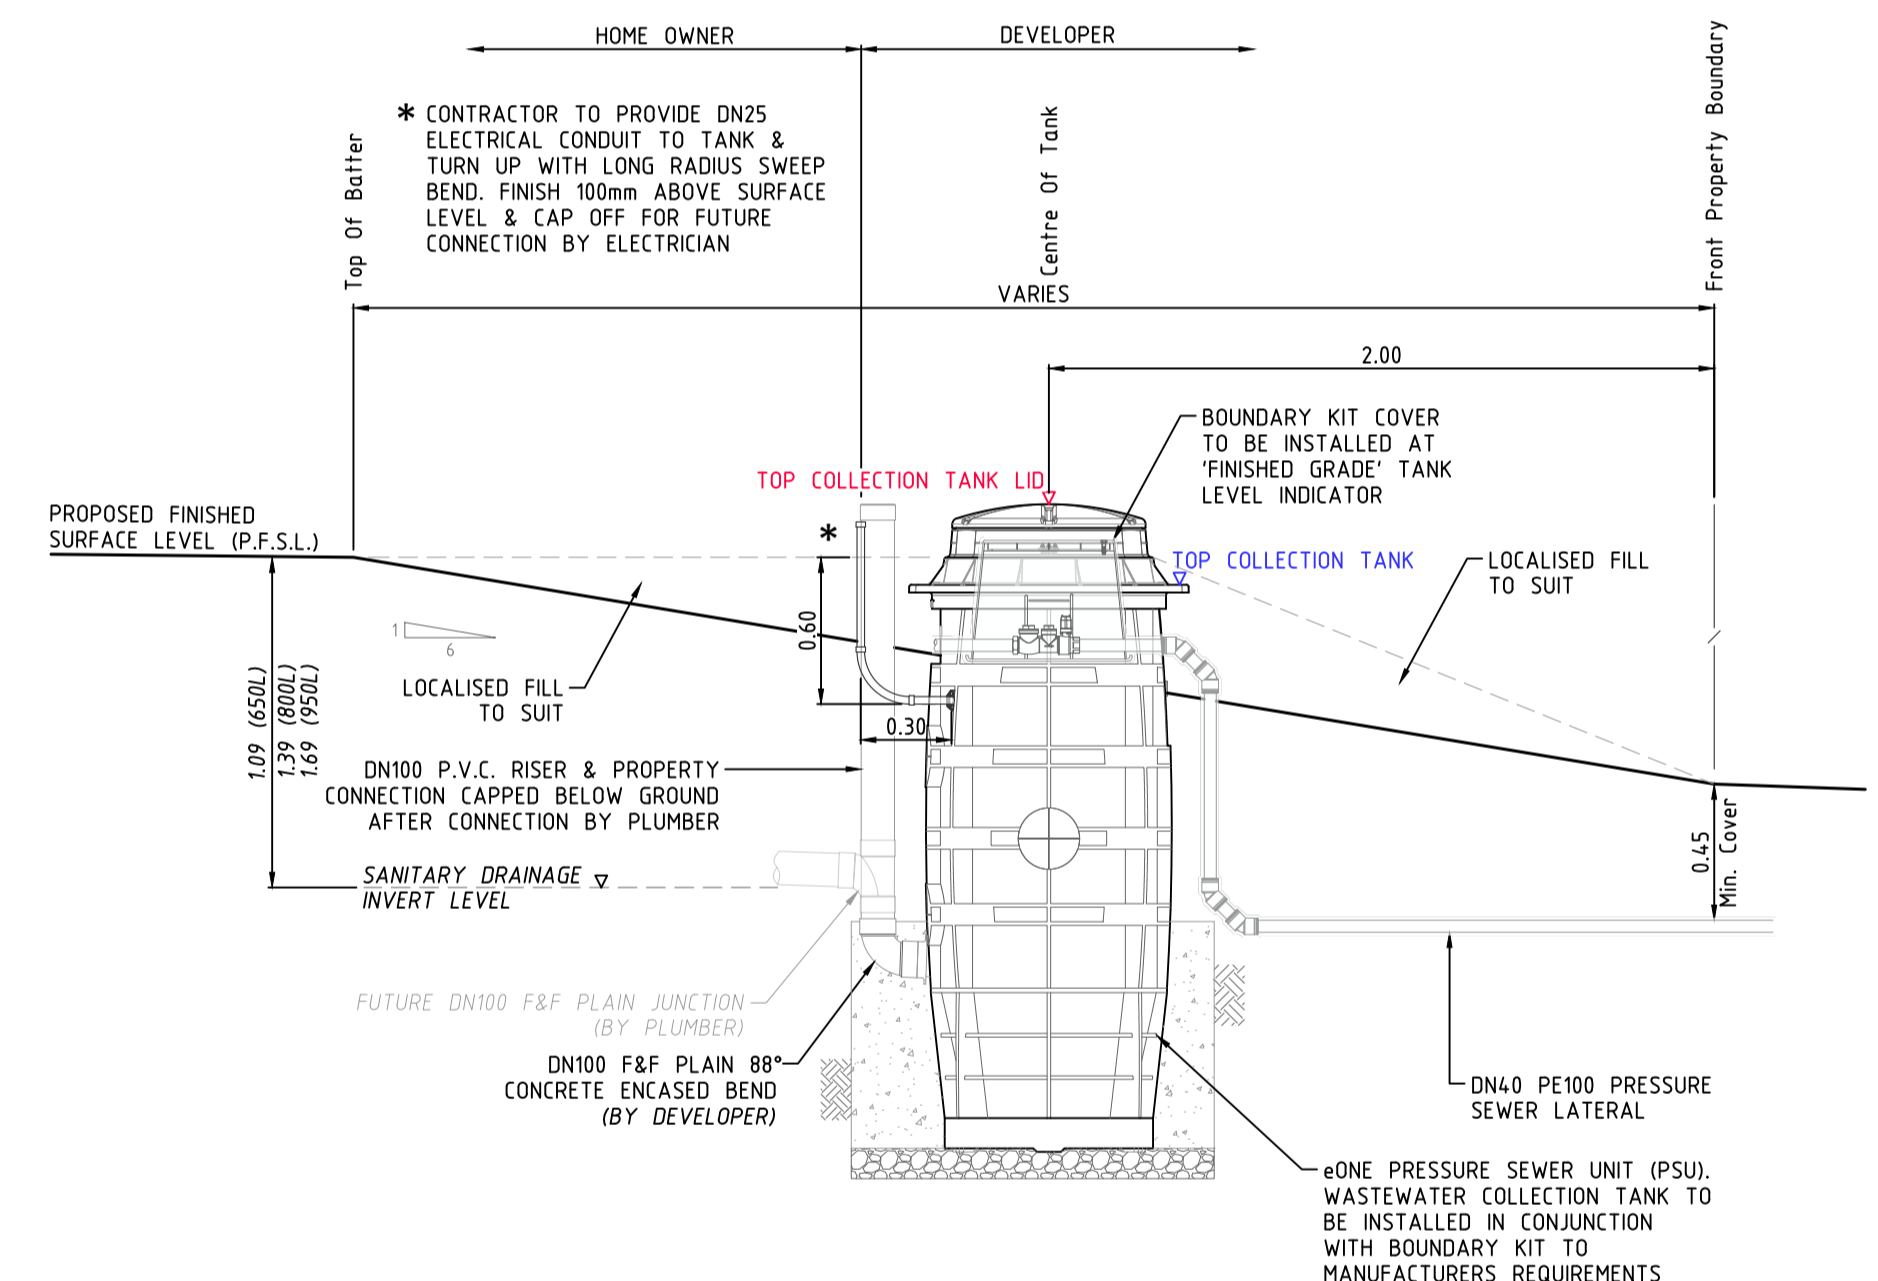 HOME OWNER
DEVELOPER
* CONTRACTOR TO PROVIDE DN25
ELECTRICAL CONDUIT TO TANK &
TURN UP WITH LONG RADIUS SWEEP
BEND. FINISH 100mm ABOVE SURFACE
LEVEL & CAP OFF FOR FUTURE
CONNECTION BY ELECTRICIAN
Top Of Batter
Centre Of Tank
Front Property Boundary
VARIES
2.00
BOUNDARY KIT COVER
TO BE INSTALLED AT
'FINISHED GRADE' TANK
LEVEL INDICATOR
TOP COLLECTION TANK LID
PROPOSED FINISHED
SURFACE LEVEL (P.F.S.L.)
*
TOP COLLECTION TANK
LOCALISED FILL
TO SUIT
0.60
1
6
1.09 (650L)
1.39 (800L)
1.69 (950L)
LOCALISED FILL
TO SUIT
0.30
DN100 P.V.C. RISER & PROPERTY
CONNECTION CAPPED BELOW GROUND
AFTER CONNECTION BY PLUMBER
0.45
Min. Cover
SANITARY DRAINAGE
INVERT LEVEL
FUTURE DN100 F&F PLAIN JUNCTION
(BY PLUMBER)
DN100 F&F PLAIN 88°
CONCRETE ENCASED BEND
(BY DEVELOPER)
DN40 PE100 PRESSURE
SEWER LATERAL
eONE PRESSURE SEWER UNIT (PSU).
WASTEWATER COLLECTION TANK TO
BE INSTALLED IN CONJUNCTION
WITH BOUNDARY KIT TO
MANUFACTURERS REQUIREMENTS